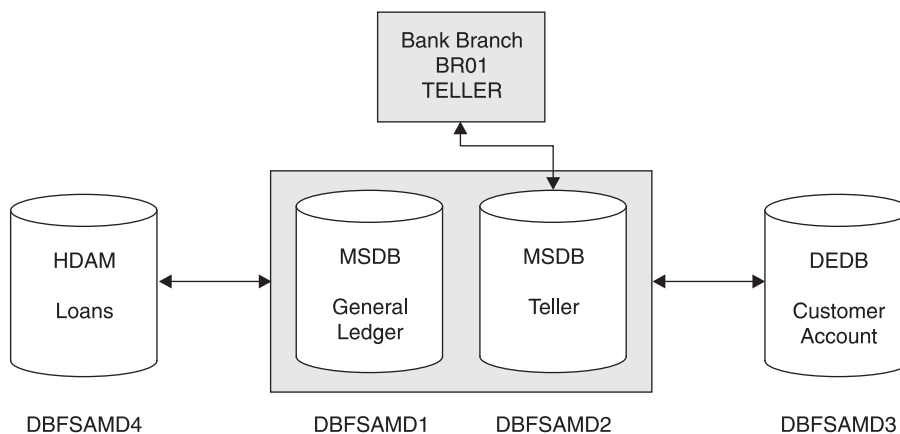 Bank Branch
BR01
TELLER
HDAM
Loans
MSDB
General
Ledger
MSDB
Teller
DEDB
Customer
Account
DBFSAMD4
DBFSAMD1
DBFSAMD2
DBFSAMD3